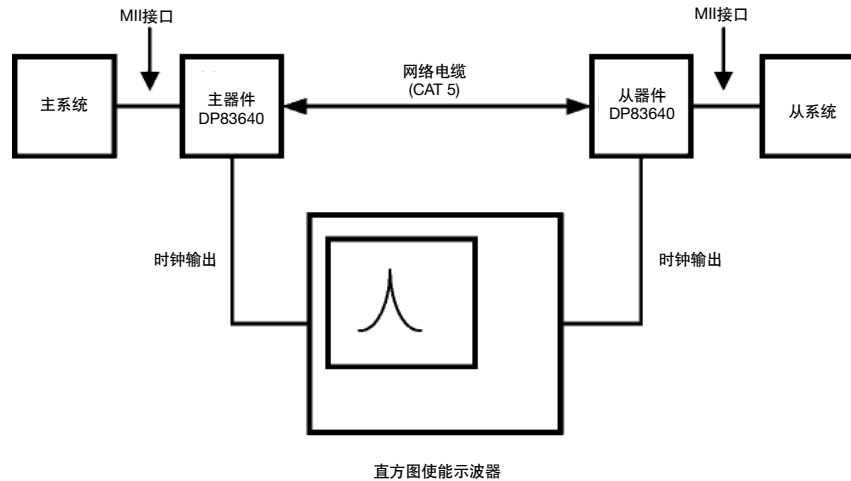 MII接口
MII接口
主系统
主器件
DP83640
网络电缆
(CAT 5)
从器件
DP83640
从系统
时钟输出
时钟输出
直方图使能示波器